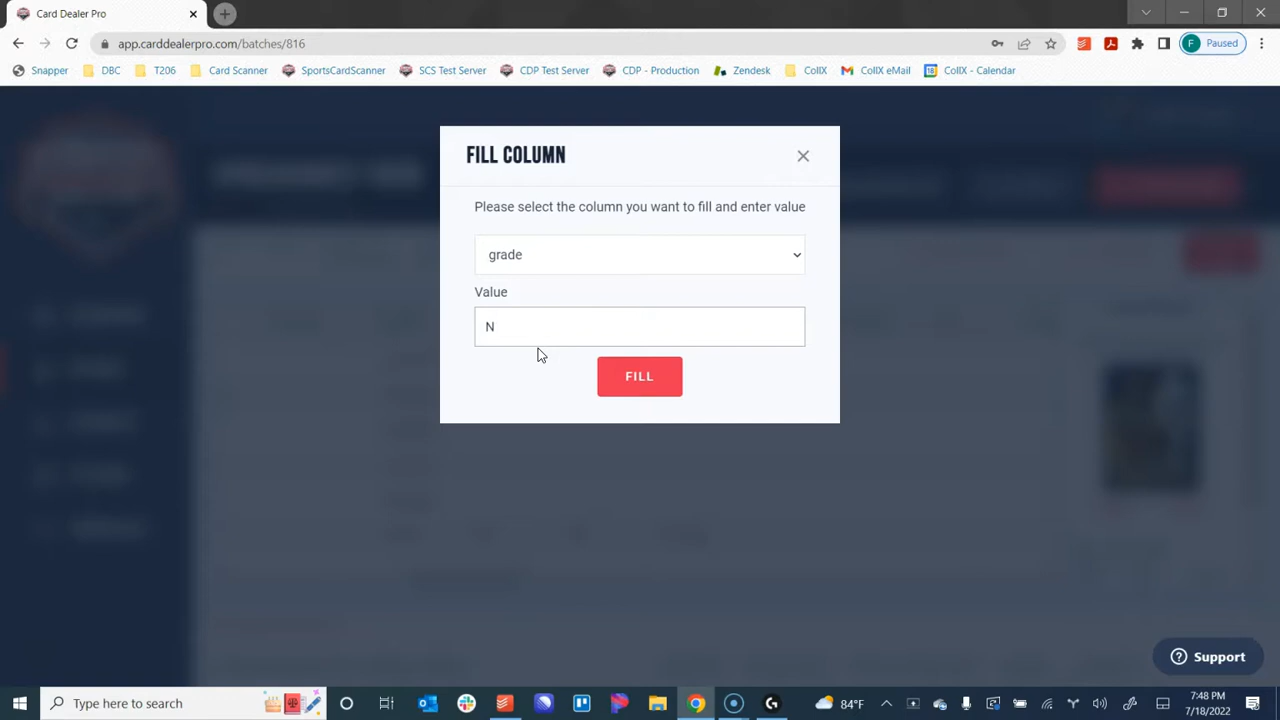 Card Dealer Pro
app.carddealerpro.com/batches/816
Paused
Snapper
DBC
T206
Card Scanner
SportsCardScanner
SCS Test Server
CDP Test Server
CDP - Production
Zendesk
CollX
CollX eMail
CollX - Calendar
FILL COLUMN
Please select the column you want to fill and enter value
grade
Value
N
FILL
Support
Type here to search
84°F
7:48 PM
7/18/2022